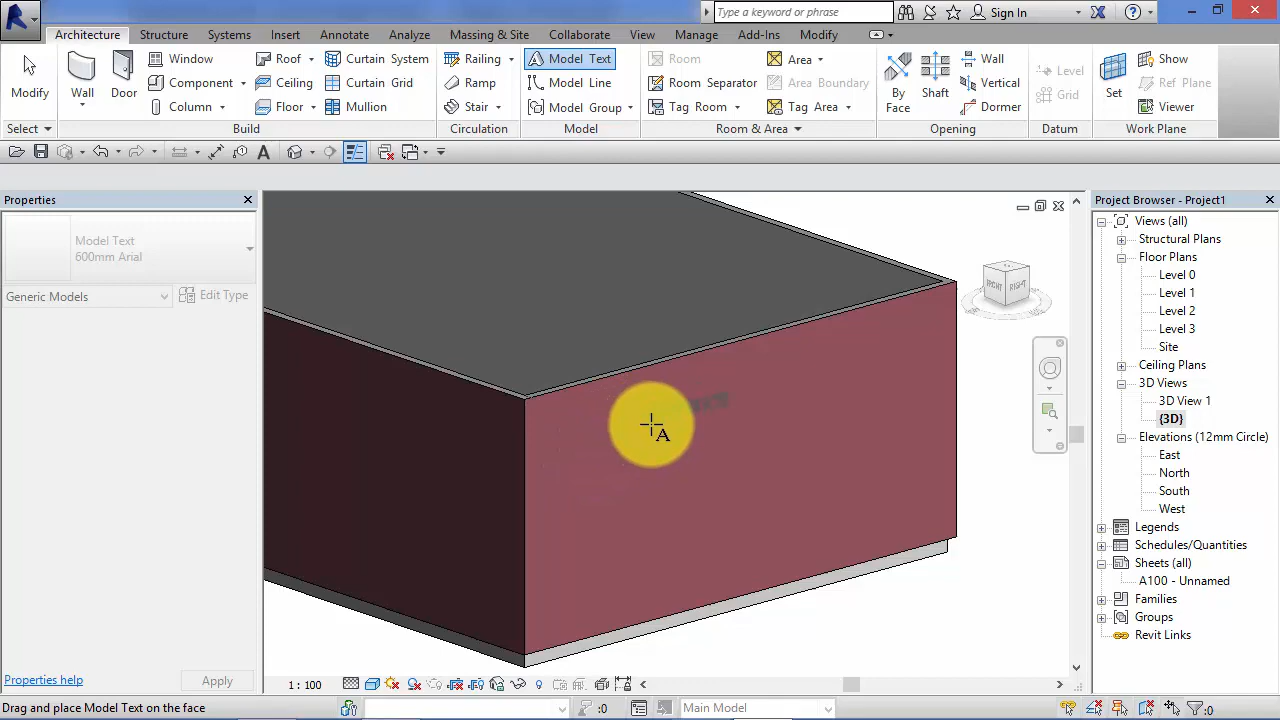 Type a keyword or phrase
Sign In
Architecture Structure Systems Insert Annotate Analyze Massing & Site Collaborate View Manage Add-Ins Modify
Modify
Select
Wall
Door
Window
Component
Column
Roof
Ceiling
Floor
Curtain System
Curtain Grid
Mullion
Build
Railing
Ramp
Stair
Circulation
Model Text
Model Line
Model Group
Model
Room
Room Separator
Tag Room
Area
Area Boundary
Tag Area
Room & Area
By
Face
Shaft
Wall
Vertical
Dormer
Opening
Level
Grid
Datum
Set
Show
Ref Plane
Viewer
Work Plane
Properties
Model Text
600mm Arial
Generic Models
Edit Type
Properties help
Apply
FRONT
RIGHT
A
Project Browser - Project1
Views (all)
Structural Plans
Floor Plans
Level 0
Level 1
Level 2
Level 3
Site
Ceiling Plans
3D Views
3D View 1
{3D}
Elevations (12mm Circle)
East
North
South
West
Legends
Schedules/Quantities
Sheets (all)
A100 - Unnamed
Families
Groups
Revit Links
1 : 100
Drag and place Model Text on the face
:0
Main Model
:0